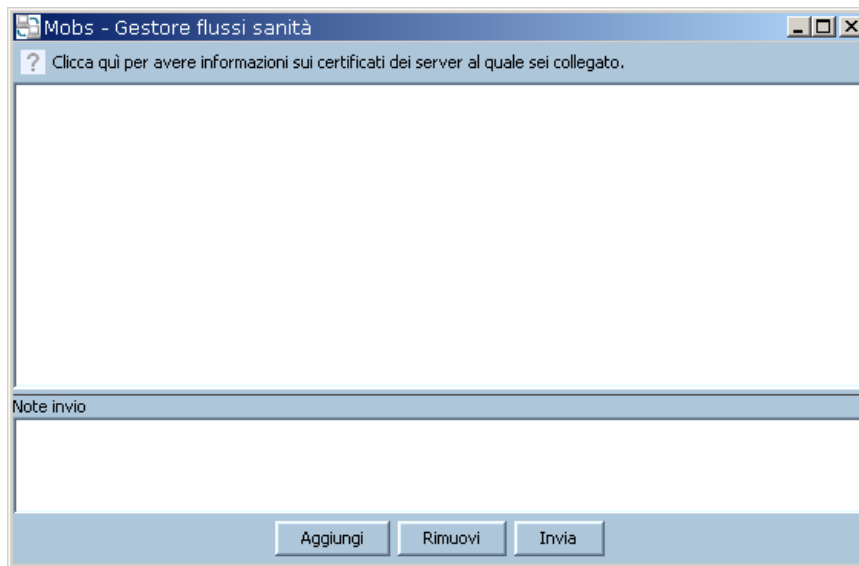 Mobs - Gestore flussi sanità
Clicca quì per avere informazioni sui certificati dei server al quale sei collegato.
Note invio
Aggiungi Rimuovi Invia